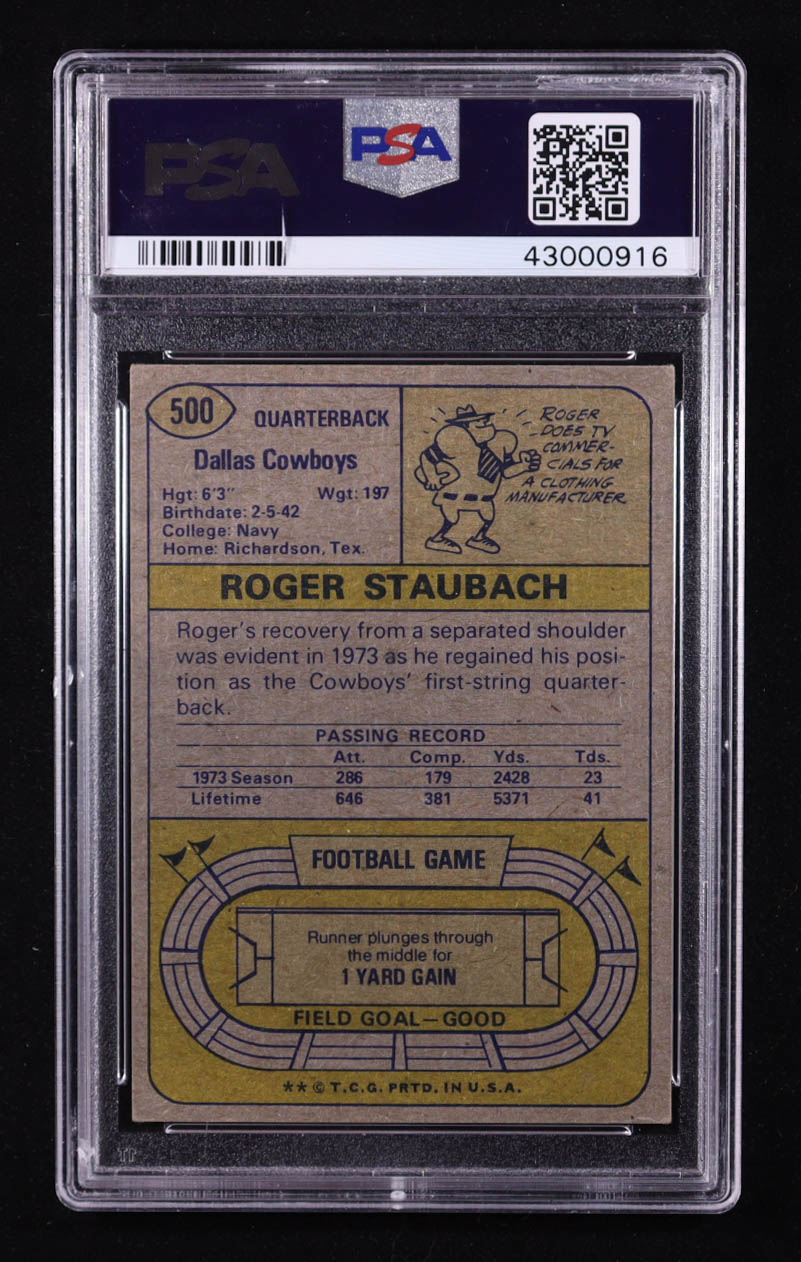 PSA
PSA
43000916
500
QUARTERBACK
Dallas Cowboys
Hgt: 6'3" Wgt: 197
Birthdate: 2-5-42
College: Navy
Home: Richardson, Tex.
ROGER
DOES TV
COMMER-
CIALS FOR
A CLOTHING
MANUFACTURER.
ROGER STAUBACH
Roger's recovery from a separated shoulder
was evident in 1973 as he regained his posi-
tion as the Cowboys' first-string quarter-
back.
PASSING RECORD
Att. Comp. Yds. Tds.
1973 Season 286 179 2428 23
Lifetime 646 381 5371 41
FOOTBALL GAME
Runner plunges through
the middle for
1 YARD GAIN
FIELD GOAL—GOOD
** © T.C.G. PRTD. IN U.S.A.